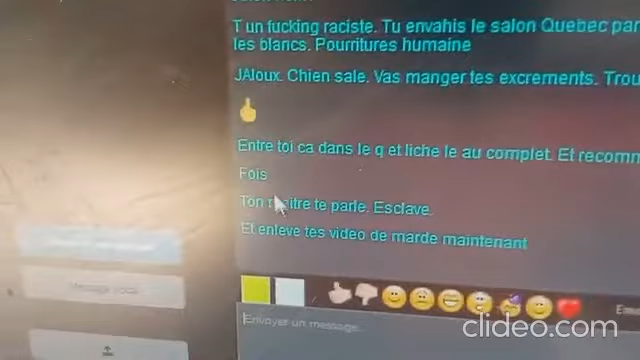 T un fucking raciste. Tu envahis le salon Quebec par
les blancs. Pourritures humaine
JAloux. Chien sale. Vas manger tes excrements. Trou
Entre toi ca dans le q et liche le au complet. Et recomm
Fois
Ton te parle. Esclave.
Et enleve tes video de marde maintenant
Message
Envoyer un message...
clideo.com